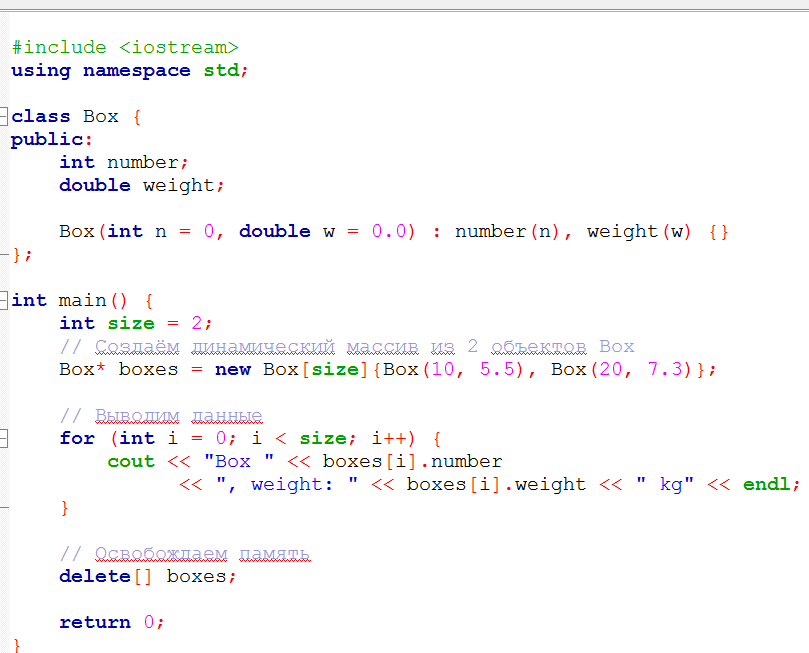 #include <iostream>
using namespace std;
class Box {
public:
    int number;
    double weight;
    Box(int n = 0, double w = 0.0) : number(n), weight(w) {}
};
int main() {
    int size = 2;
    // Создаём динамический массив из 2 объектов Box
    Box* boxes = new Box[size]{Box(10, 5.5), Box(20, 7.3)};
    // Выводим данные
    for (int i = 0; i < size; i++) {
        cout << "Box " << boxes[i].number
              << ", weight: " << boxes[i].weight << " kg" << endl;
    }
    // Освобождаем память
    delete[] boxes;
    return 0;
}